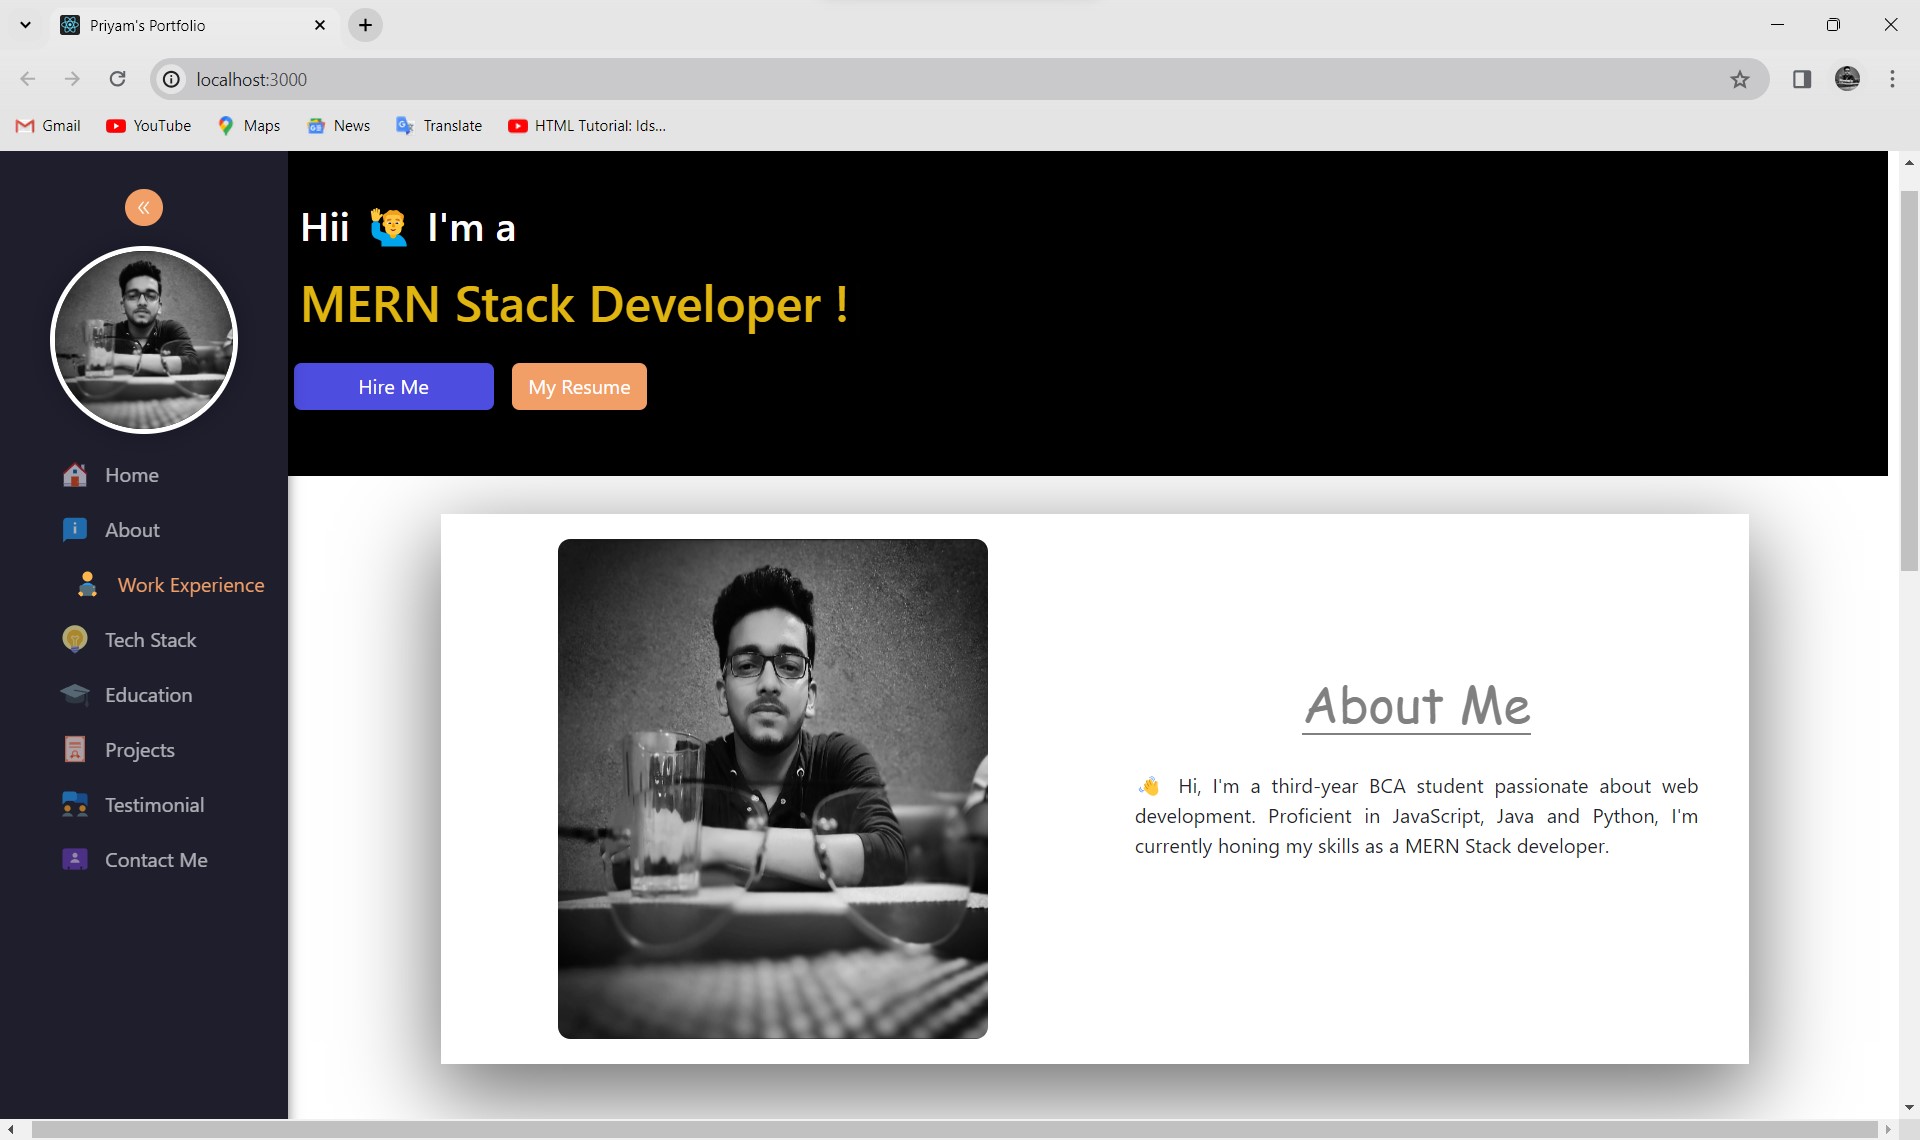 Priyam's Portfolio
localhost:3000
Gmail YouTube Maps News Translate HTML Tutorial: Ids...
Hii 🙋‍♂️ I'm a
MERN Stack Developer !
Hire Me My Resume
Home
About
Work Experience
Tech Stack
Education
Projects
Testimonial
Contact Me
About Me
👋 Hi, I'm a third-year BCA student passionate about web
development. Proficient in JavaScript, Java and Python, I'm
currently honing my skills as a MERN Stack developer.